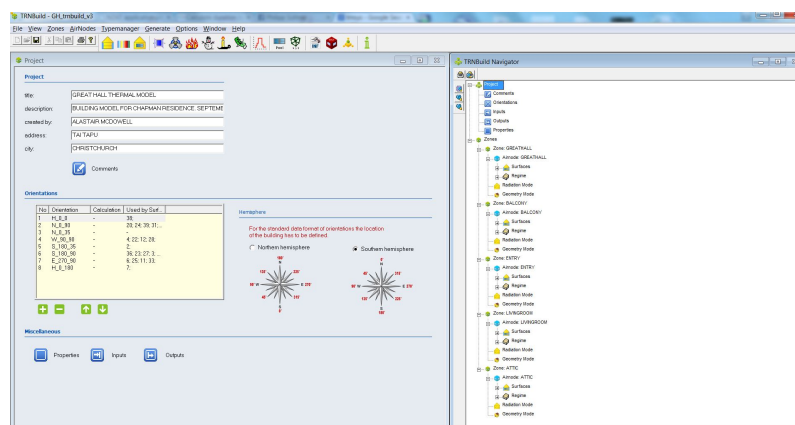 TRNBuild - GH_trnbuild_v3
File View Zones AirNodes Typemanager Generate Options Window Help
Project
Project
title: GREAT HALL THERMAL MODEL
description: BUILDING MODEL FOR CHAPMAN RESIDENCE. SEPTEME
created by: ALASTAIR MCDOWELL
address: TAI TAPU
city: CHRISTCHURCH
Comments
Orientations
No Orientation Calculation Used by Surf...
1 H_0_0 - 38;
2 N_0_90 - 20; 24; 39; 31; ...
3 N_0_35 - -
4 W_90_90 - 4; 22; 12; 28;
5 S_180_35 - 2;
6 S_180_90 - 36; 23; 27; 3; ...
7 E_270_90 - 6; 25; 11; 33;
8 H_0_180 - 7;
Hemisphere
For the standard data format of orientations the location
of the building has to be defined.
Northern hemisphere
Southern hemisphere
Miscellaneous
Properties
Inputs
Outputs
TRNBuild Navigator
Project
Comments
Orientations
Inputs
Outputs
Properties
Zones
Zone: GREATHALL
Airnode: GREATHALL
Surfaces
Regime
Radiation Mode
Geometry Mode
Zone: BALCONY
Airnode: BALCONY
Surfaces
Regime
Radiation Mode
Geometry Mode
Zone: ENTRY
Airnode: ENTRY
Surfaces
Regime
Radiation Mode
Geometry Mode
Zone: LIVINGROOM
Airnode: LIVINGROOM
Surfaces
Regime
Radiation Mode
Geometry Mode
Zone: ATTIC
Airnode: ATTIC
Surfaces
Regime
Radiation Mode
Geometry Mode